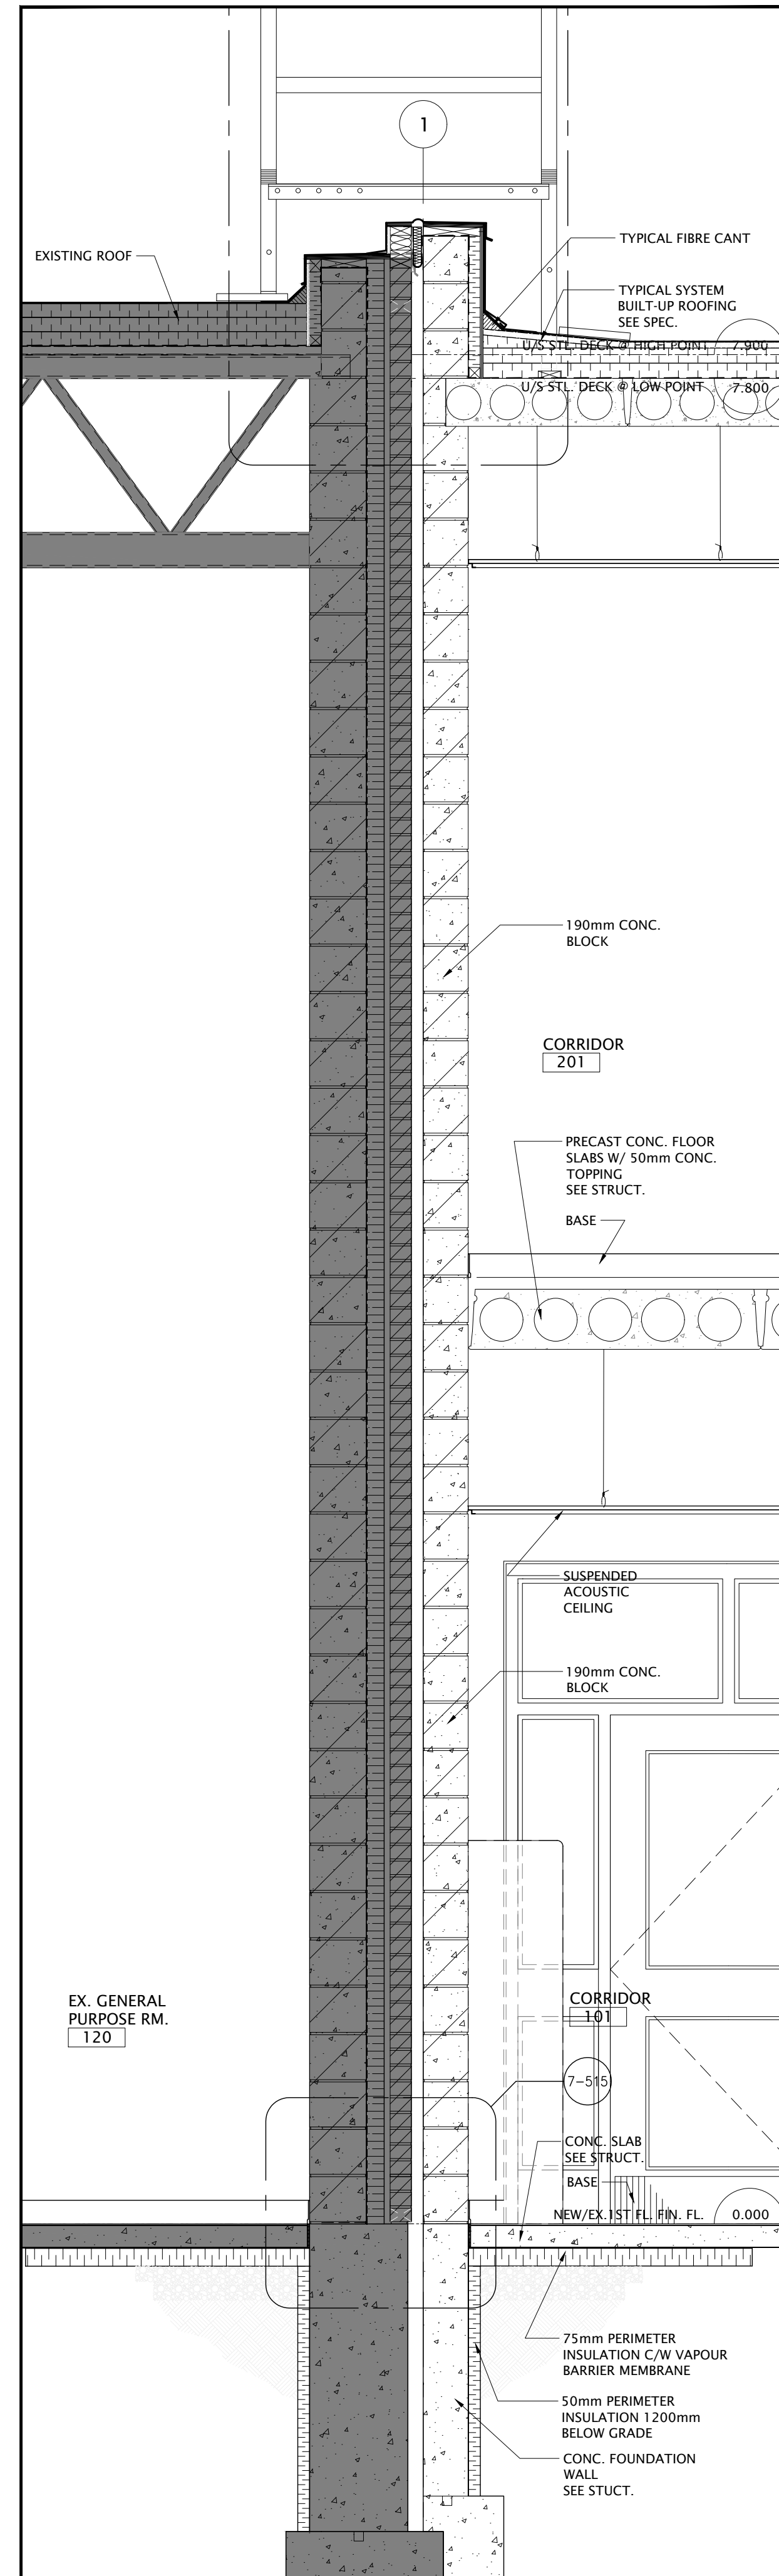 1
EXISTING ROOF
TYPICAL FIBRE CANT
TYPICAL SYSTEM
BUILT-UP ROOFING
SEE SPEC.
U/S STL. DECK @ HIGH POINT 7.900
U/S STL. DECK @ LOW POINT 7.800
190mm CONC.
BLOCK
CORRIDOR
201
PRECAST CONC. FLOOR
SLABS W/ 50mm CONC.
TOPPING
SEE STRUCT.
BASE
SUSPENDED
ACOUSTIC
CEILING
190mm CONC.
BLOCK
EX. GENERAL
PURPOSE RM.
120
CORRIDOR
101
7-515
CONC. SLAB
SEE STRUCT.
BASE
NEW/EX.1ST FL. FIN. FL. 0.000
75mm PERIMETER
INSULATION C/W VAPOUR
BARRIER MEMBRANE
50mm PERIMETER
INSULATION 1200mm
BELOW GRADE
CONC. FOUNDATION
WALL
SEE STUCT.